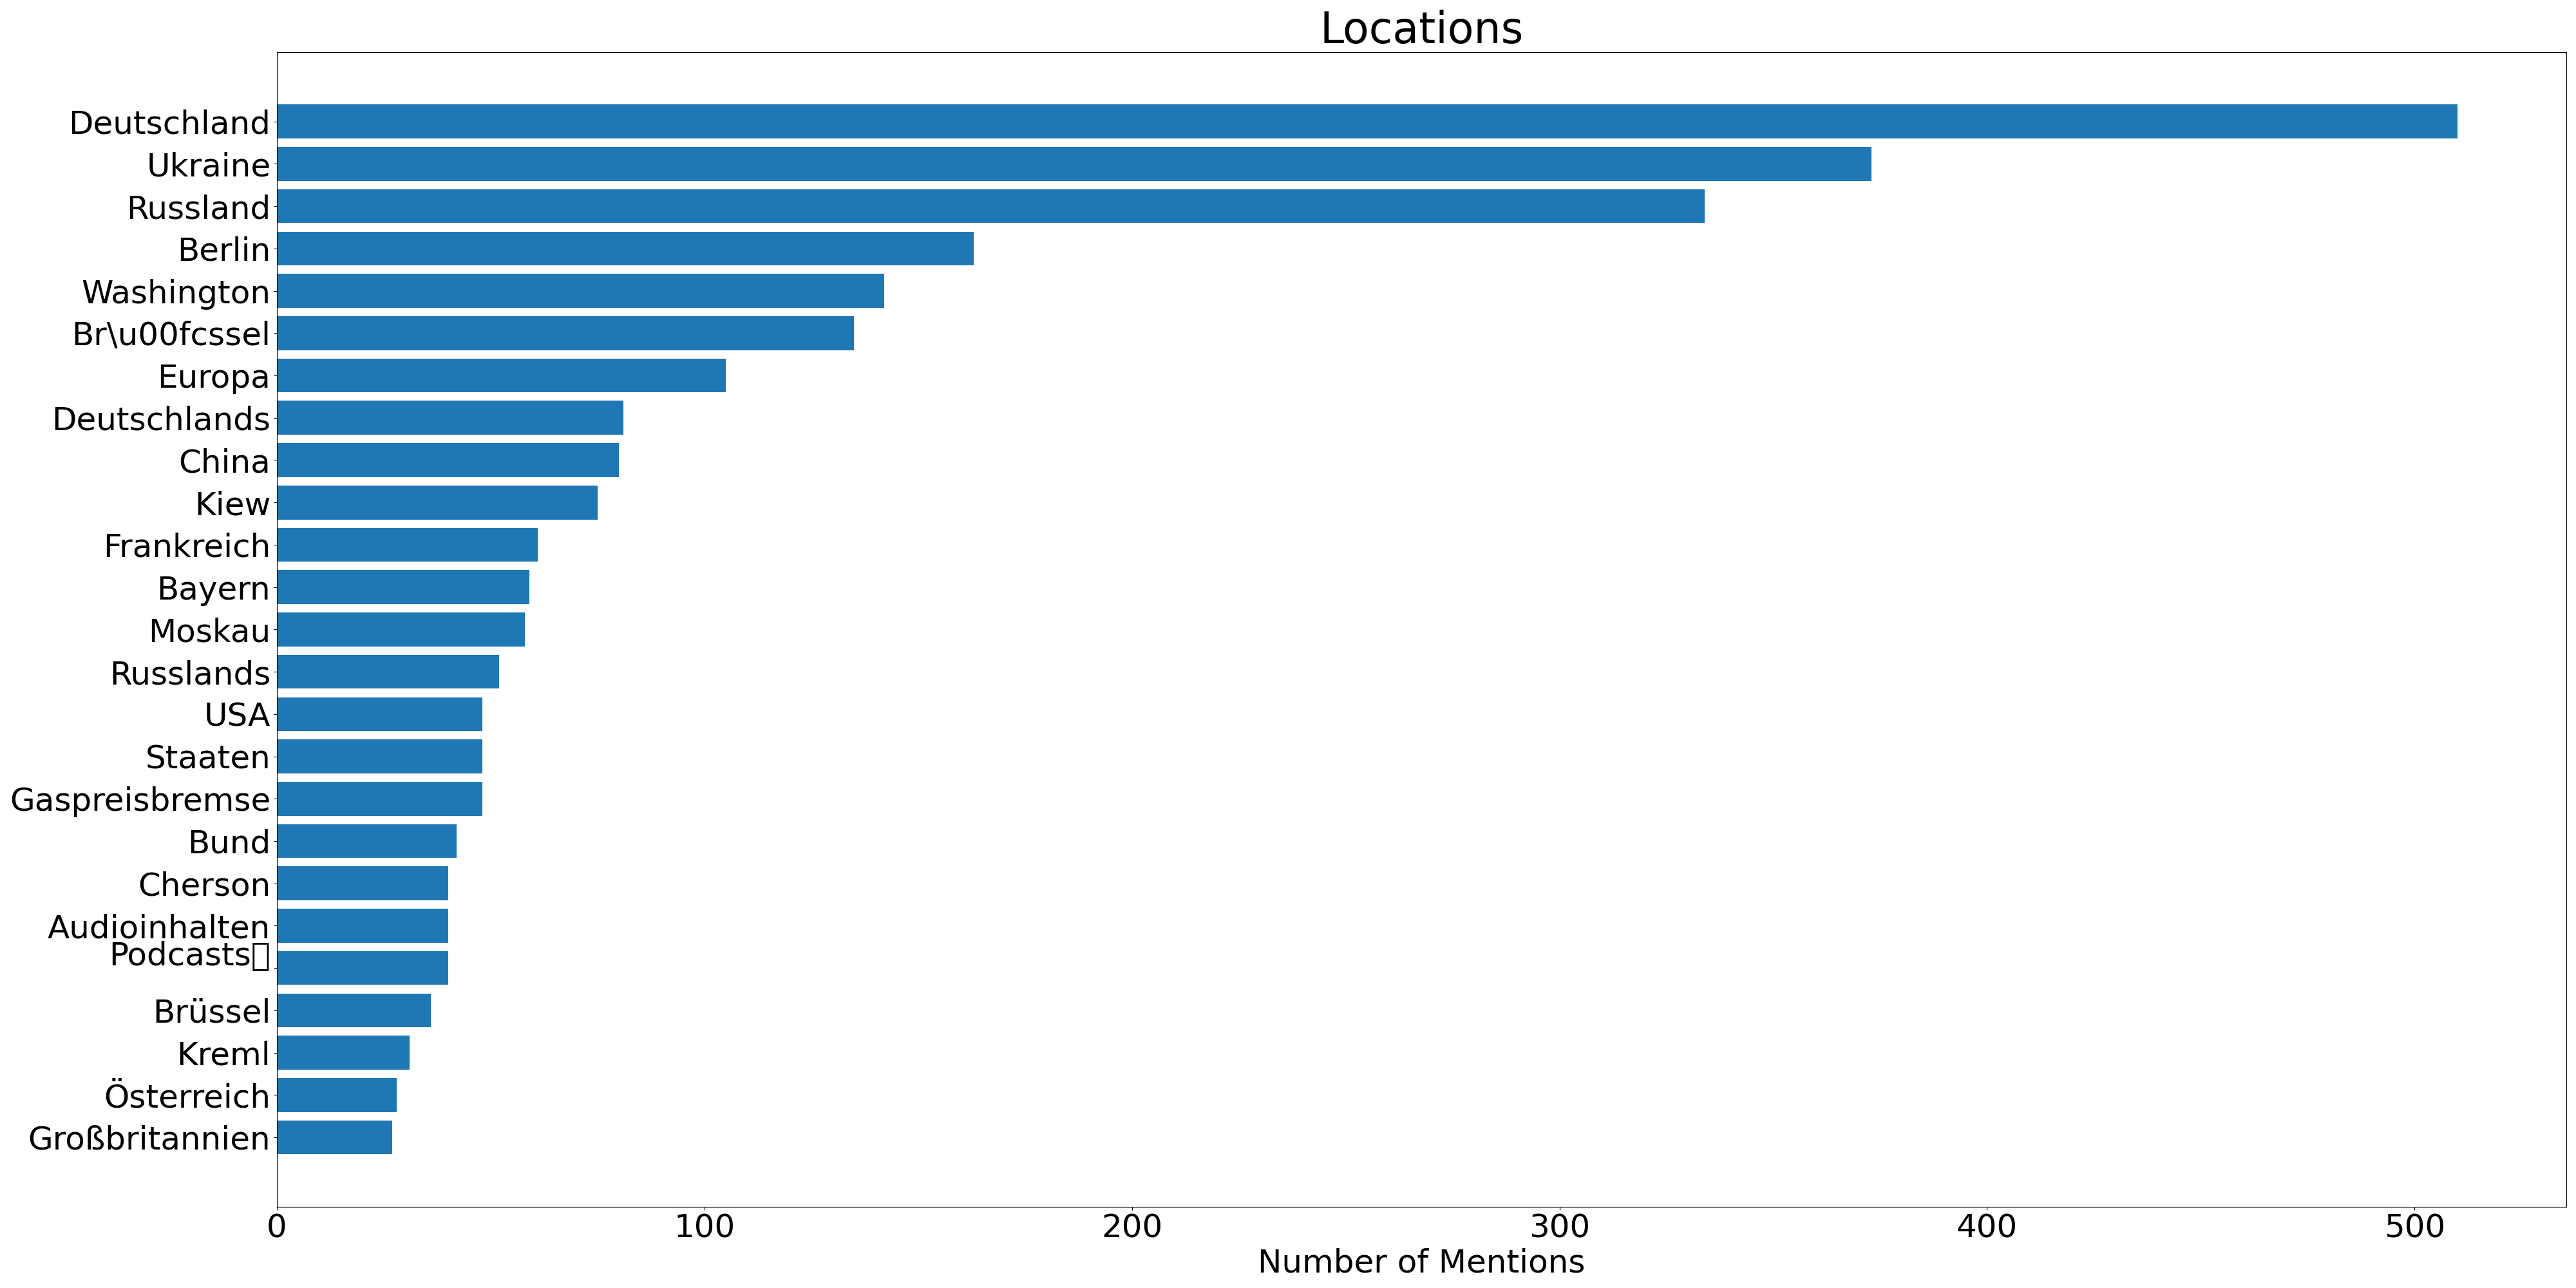 Locations
Deutschland
Ukraine
Russland
Berlin
Washington
Br\u00fcssel
Europa
Deutschlands
China
Kiew
Frankreich
Bayern
Moskau
Russlands
USA
Staaten
Gaspreisbremse
Bund
Cherson
Audioinhalten
Podcasts
Brüssel
Kreml
Österreich
Großbritannien
0 100 200 300 400 500
Number of Mentions